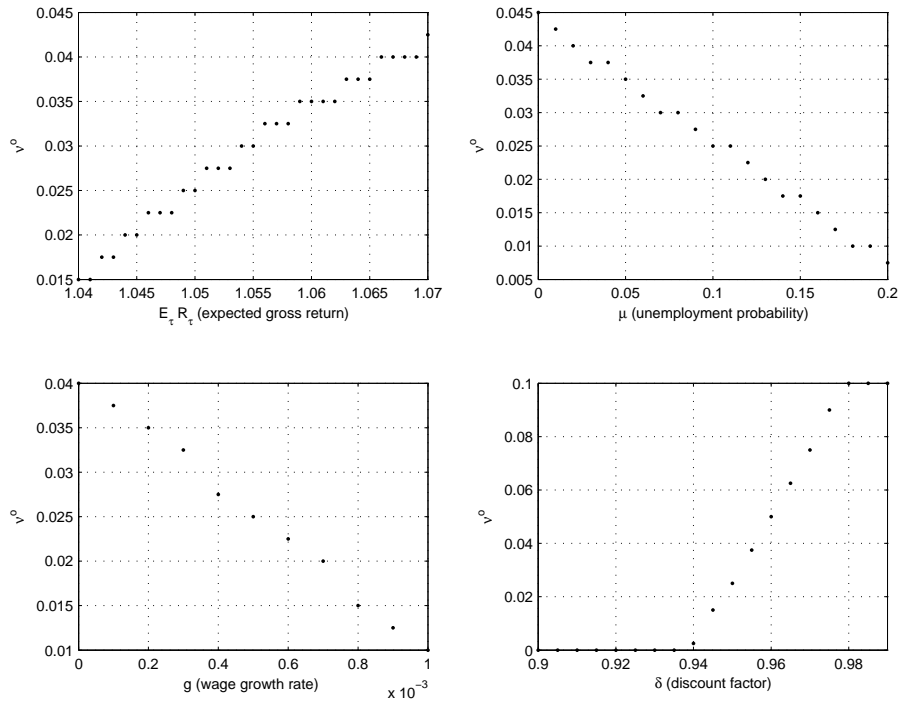 0.045
0.04
0.035
0.03
0.025
0.02
0.015
ν^o
1.04 1.045 1.05 1.055 1.06 1.065 1.07
E_τ R_τ (expected gross return)
0.045
0.04
0.035
0.03
0.025
0.02
0.015
0.01
0.005
ν^o
0 0.05 0.1 0.15 0.2
μ (unemployment probability)
0.04
0.035
0.03
0.025
0.02
0.015
0.01
ν^o
0 0.2 0.4 0.6 0.8 1
x 10^-3
g (wage growth rate)
0.1
0.08
0.06
0.04
0.02
0
ν^o
0.9 0.92 0.94 0.96 0.98
δ (discount factor)